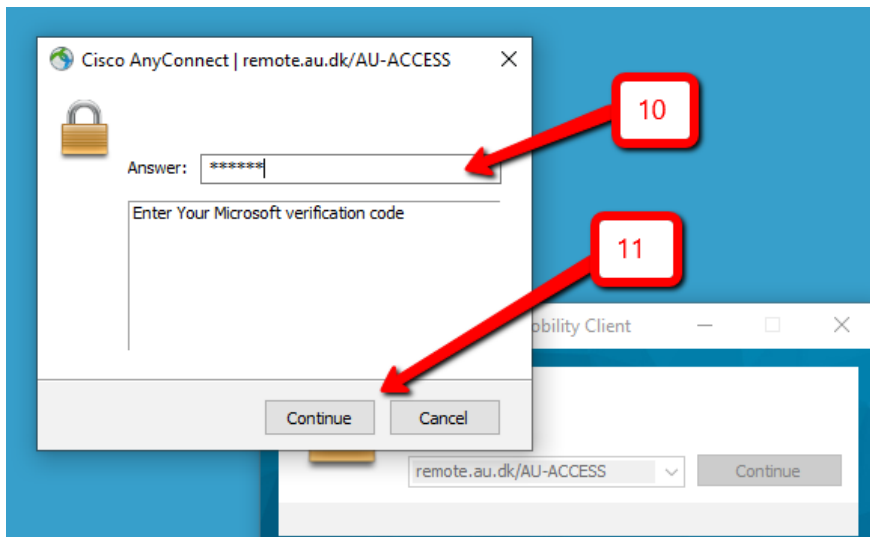 Cisco AnyConnect | remote.au.dk/AU-ACCESS
10
Answer: ******
Enter Your Microsoft verification code
11
obility Client
Continue Cancel
remote.au.dk/AU-ACCESS Continue